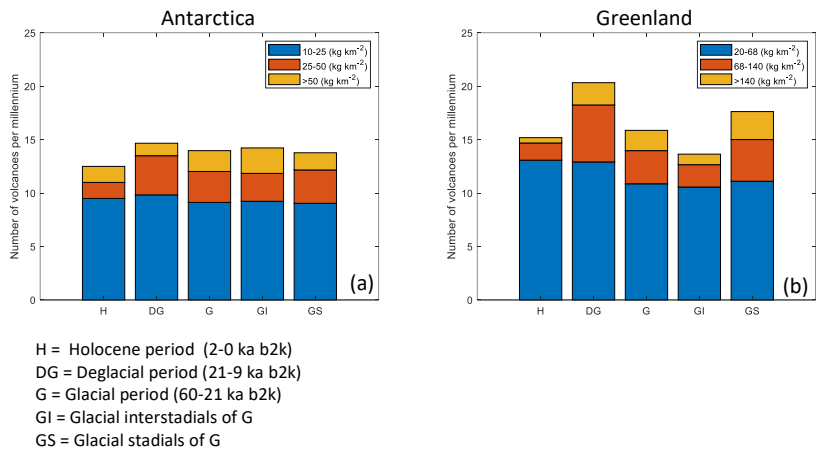 Antarctica
25
20
15
10
5
0
Number of volcanoes per millennium
10-25 (kg km-2)
25-50 (kg km-2)
>50 (kg km-2)
H DG G GI GS
(a)
Greenland
25
20
15
10
5
0
Number of volcanoes per millennium
20-68 (kg km-2)
68-140 (kg km-2)
>140 (kg km-2)
H DG G GI GS
(b)
H = Holocene period (2-0 ka b2k)
DG = Deglacial period (21-9 ka b2k)
G = Glacial period (60-21 ka b2k)
GI = Glacial interstadials of G
GS = Glacial stadials of G